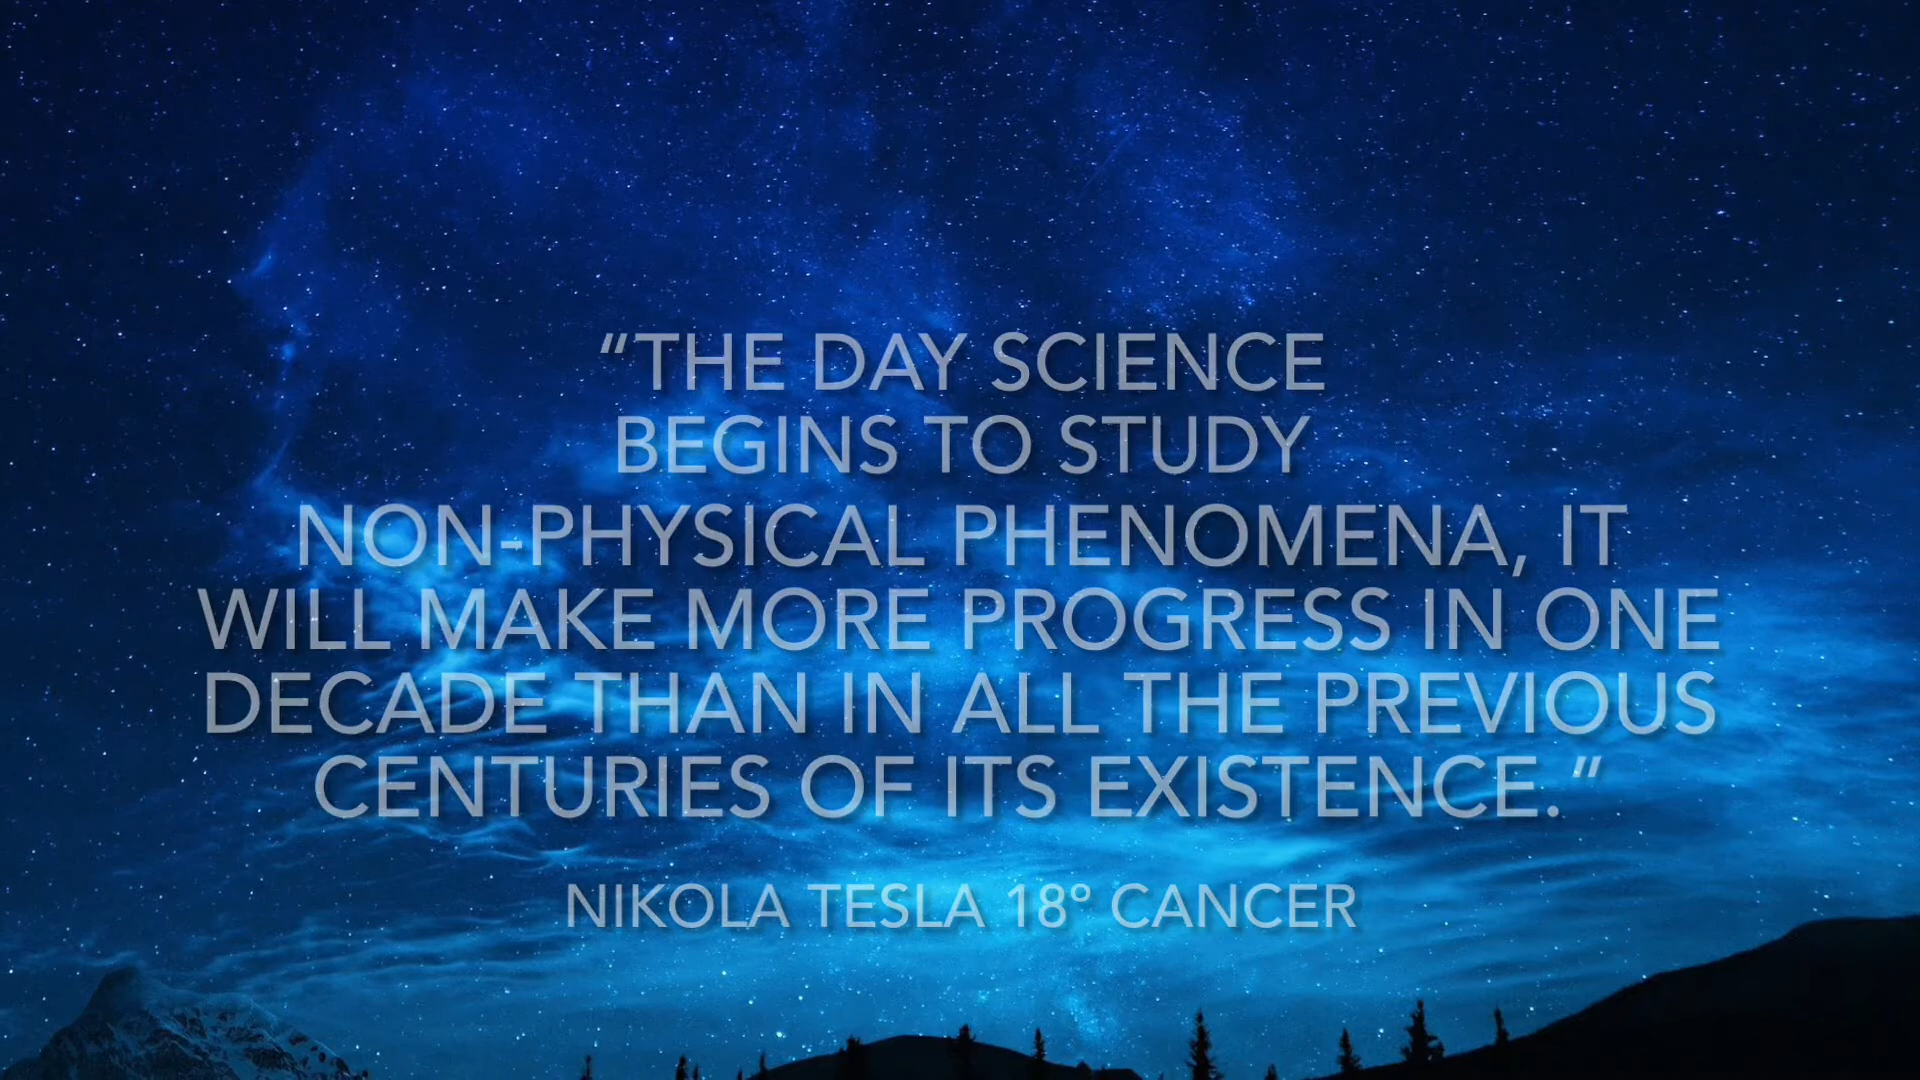 “THE DAY SCIENCE
BEGINS TO STUDY
NON-PHYSICAL PHENOMENA, IT
WILL MAKE MORE PROGRESS IN ONE
DECADE THAN IN ALL THE PREVIOUS
CENTURIES OF ITS EXISTENCE.”
NIKOLA TESLA 18° CANCER